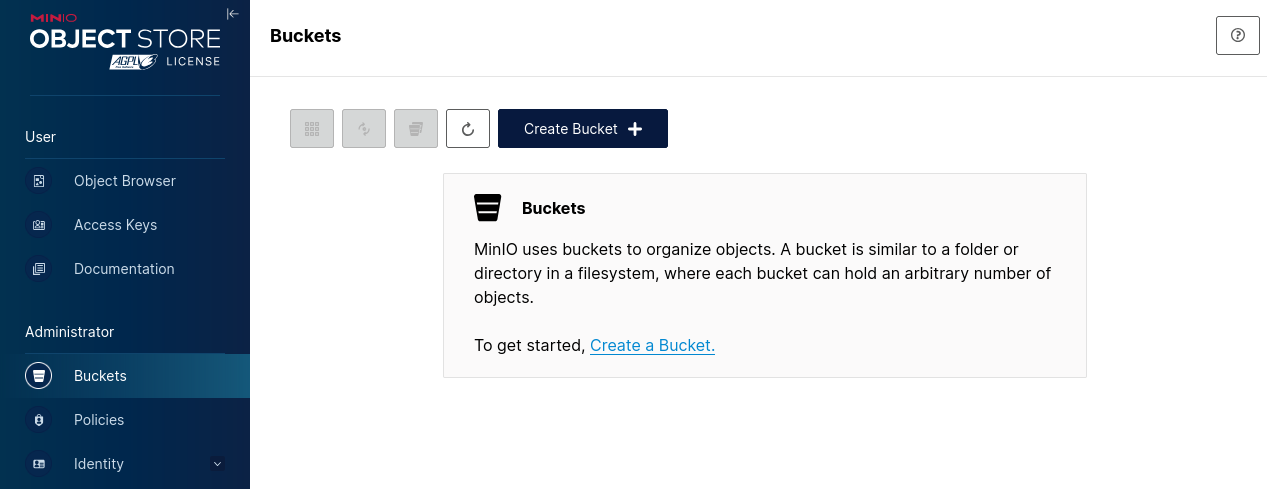 MINIO
OBJECT STORE
AGPL
LICENSE
User
Object Browser
Access Keys
Documentation
Administrator
Buckets
Policies
Identity
Buckets
Create Bucket
Buckets
MinIO uses buckets to organize objects. A bucket is similar to a folder or
directory in a filesystem, where each bucket can hold an arbitrary number of
objects.
To get started, Create a Bucket.